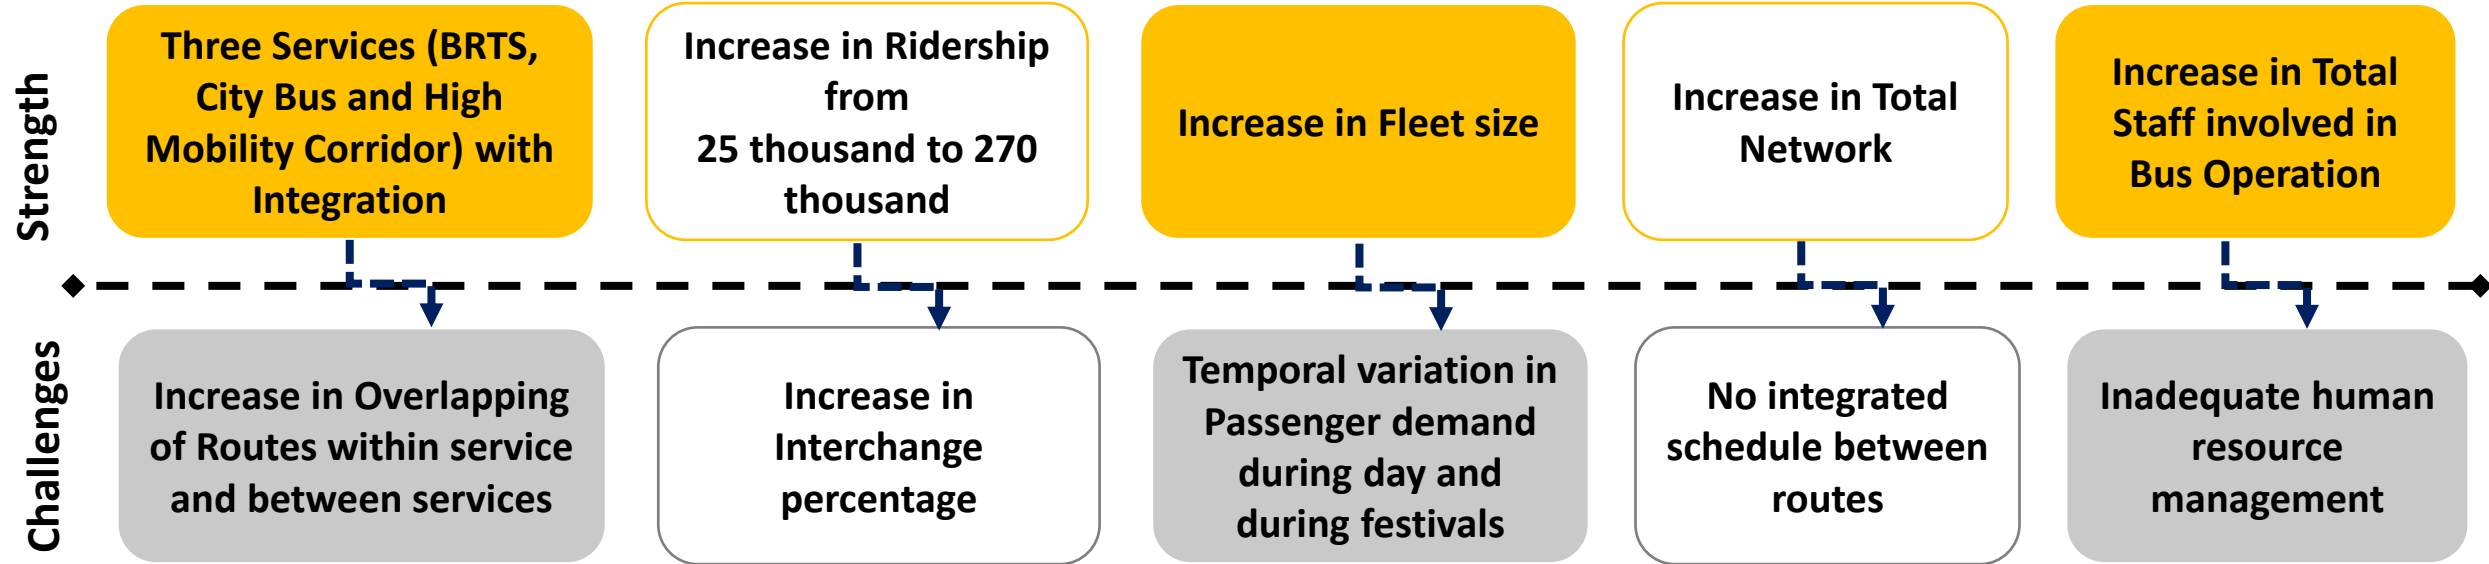 Strength
Three Services (BRTS,
City Bus and High
Mobility Corridor) with
Integration
Increase in Ridership
from
25 thousand to 270
thousand
Increase in Fleet size
Increase in Total
Network
Increase in Total
Staff involved in
Bus Operation
Challenges
Increase in Overlapping
of Routes within service
and between services
Increase in
Interchange
percentage
Temporal variation in
Passenger demand
during day and
during festivals
No integrated
schedule between
routes
Inadequate human
resource
management